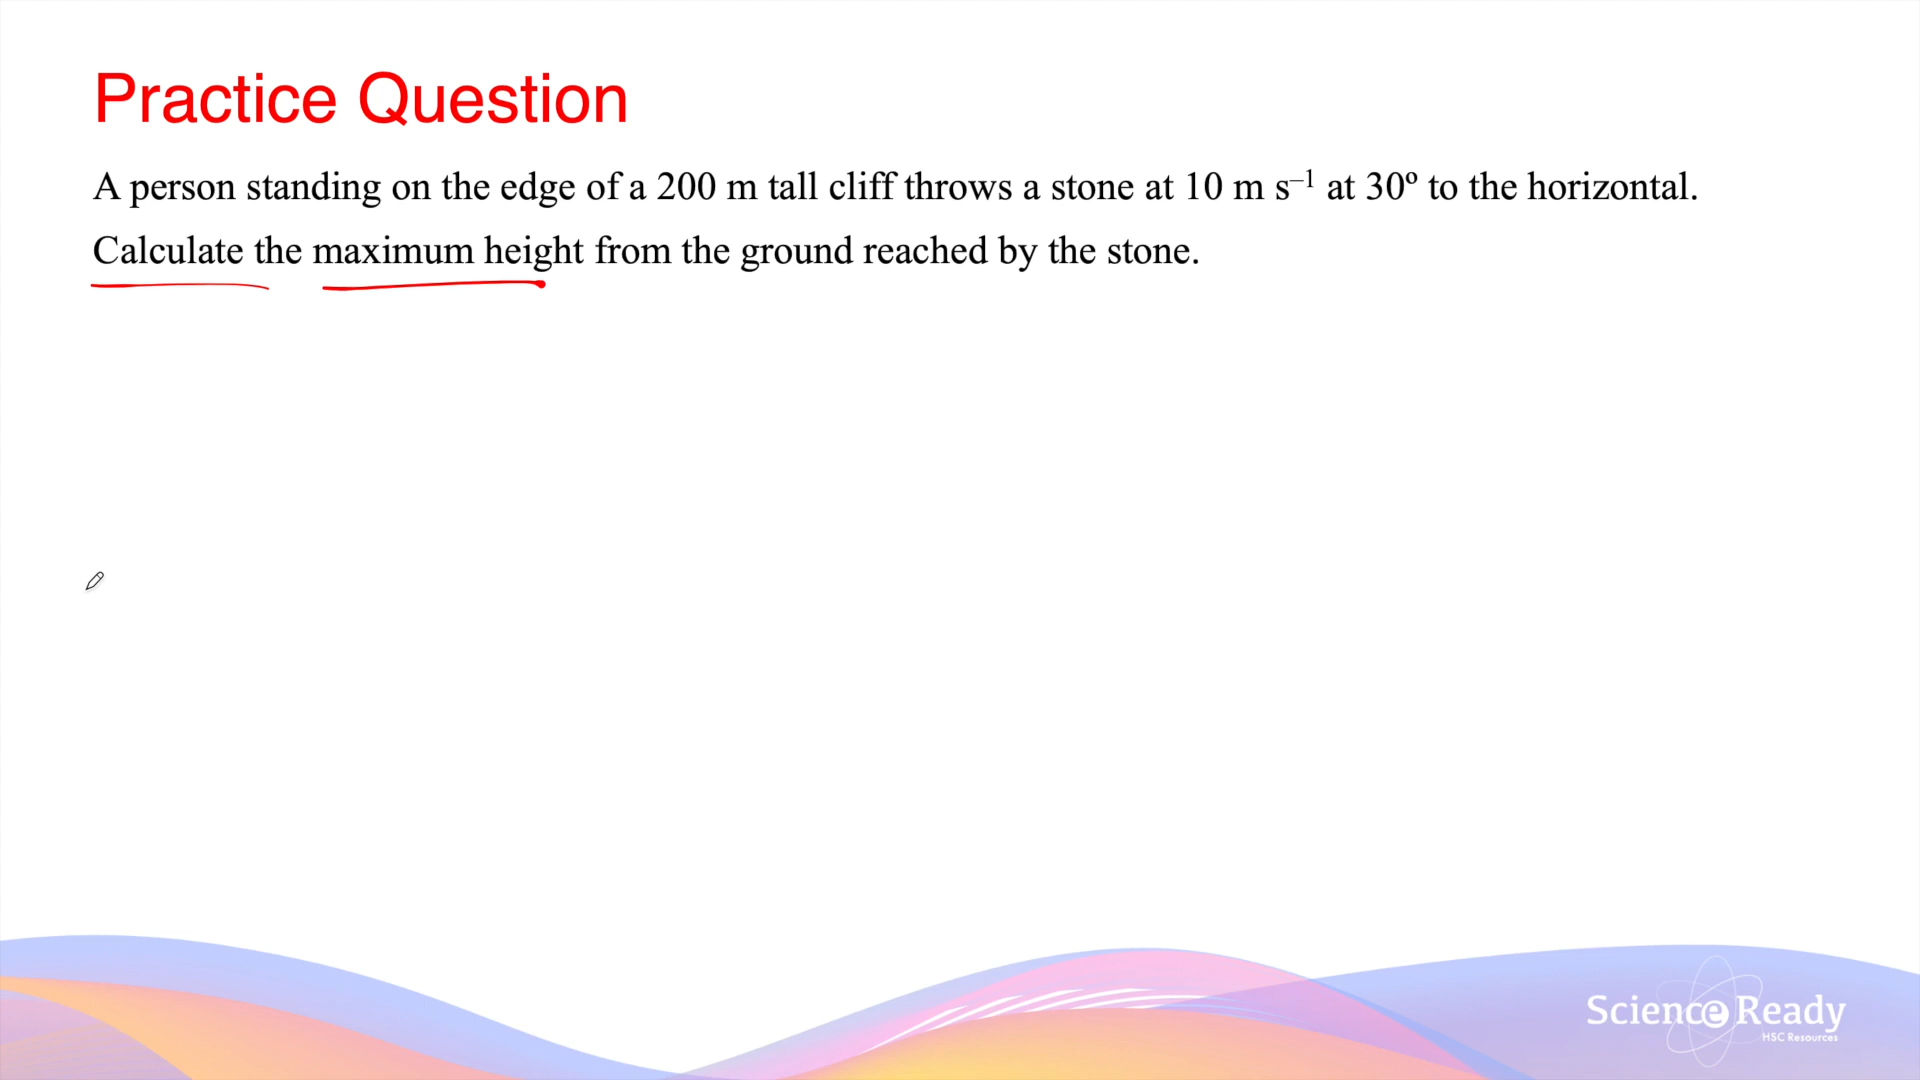 Practice Question
A person standing on the edge of a 200 m tall cliff throws a stone at 10 m s⁻¹ at 30º to the horizontal.
Calculate the maximum height from the ground reached by the stone.
Science Ready
HSC Resources